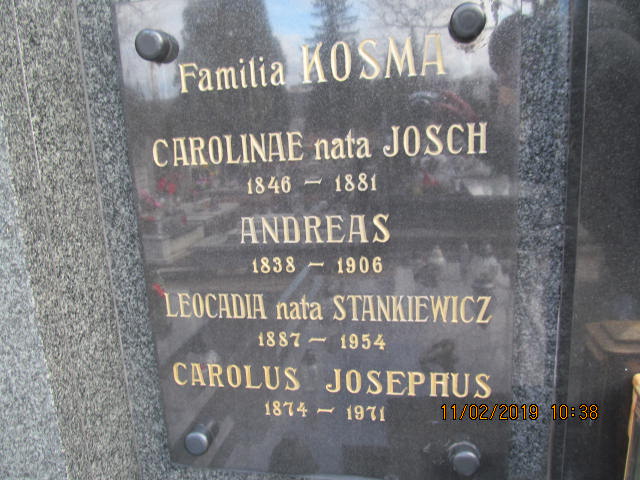 Familia KOSMA
CAROLINAE nata JOSCH
1846 – 1881
ANDREAS
1838 – 1906
LEOCADIA nata STANKIEWICZ
1887 – 1954
CAROLUS JOSEPHUS
1874 – 1971
11/02/2019 10:38